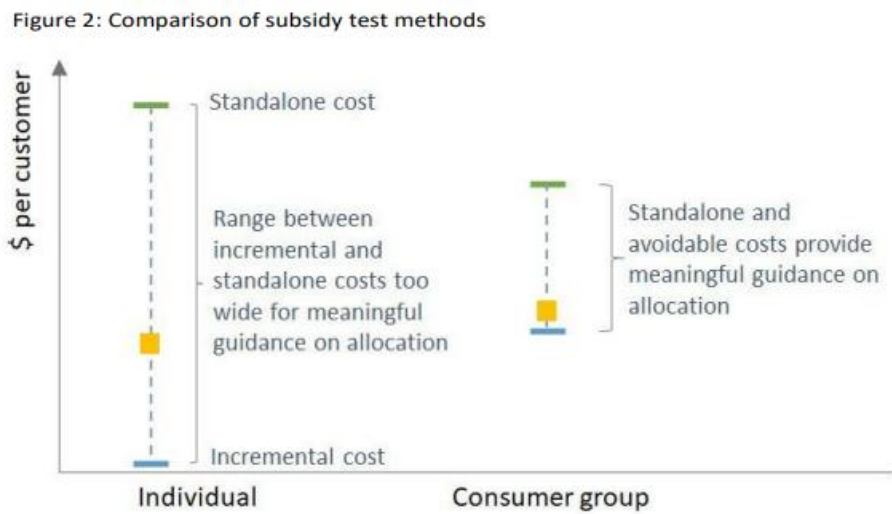 Figure 2: Comparison of subsidy test methods
$ per customer
Standalone cost
Range between
incremental and
standalone costs too
wide for meaningful
guidance on allocation
Incremental cost
Standalone and
avoidable costs provide
meaningful guidance on
allocation
Individual
Consumer group